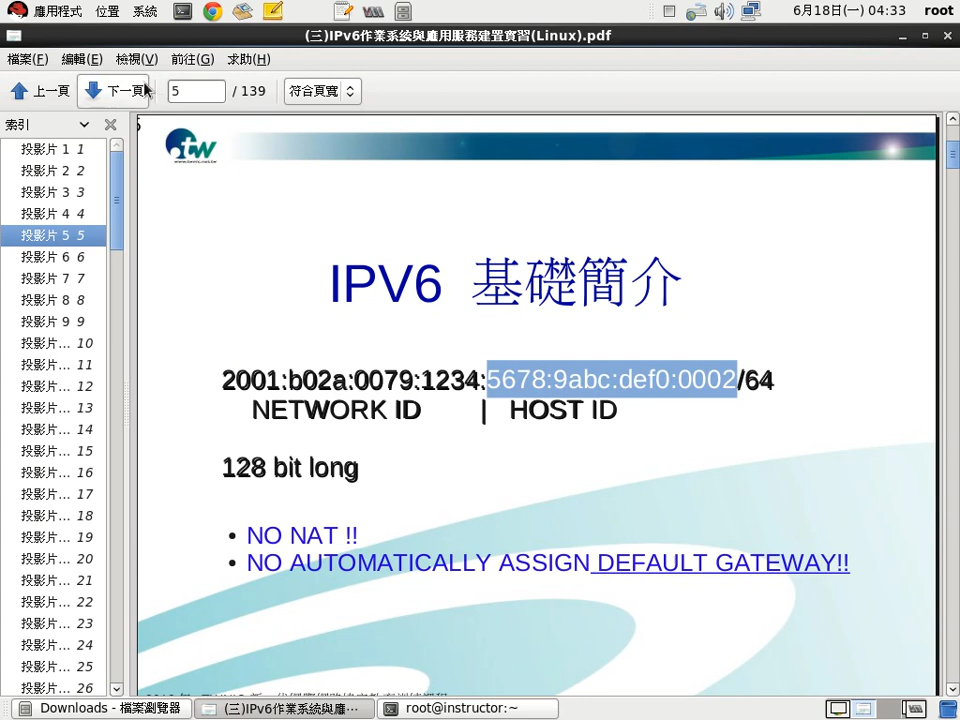 應用程式 位置 系統 6月18日(一) 04:33 root
(三)IPv6作業系統與應用服務建置實習(Linux).pdf
檔案(F) 編輯(E) 檢視(V) 前往(G) 求助(H)
上一頁 下一頁 5 / 139 符合頁寬
索引
投影片 1 1
投影片 2 2
投影片 3 3
投影片 4 4
投影片 5 5
投影片 6 6
投影片 7 7
投影片 8 8
投影片 9 9
投影片... 10
投影片... 11
投影片... 12
投影片... 13
投影片... 14
投影片... 15
投影片... 16
投影片... 17
投影片... 18
投影片... 19
投影片... 20
投影片... 21
投影片... 22
投影片... 23
投影片... 24
投影片... 25
投影片... 26
.tw
IPV6 基礎簡介
2001:b02a:0079:1234:5678:9abc:def0:0002/64
NETWORK ID | HOST ID
128 bit long
• NO NAT !!
• NO AUTOMATICALLY ASSIGN DEFAULT GATEWAY!!
Downloads - 檔案瀏覽器 (三)IPv6作業系統與應... root@instructor:~